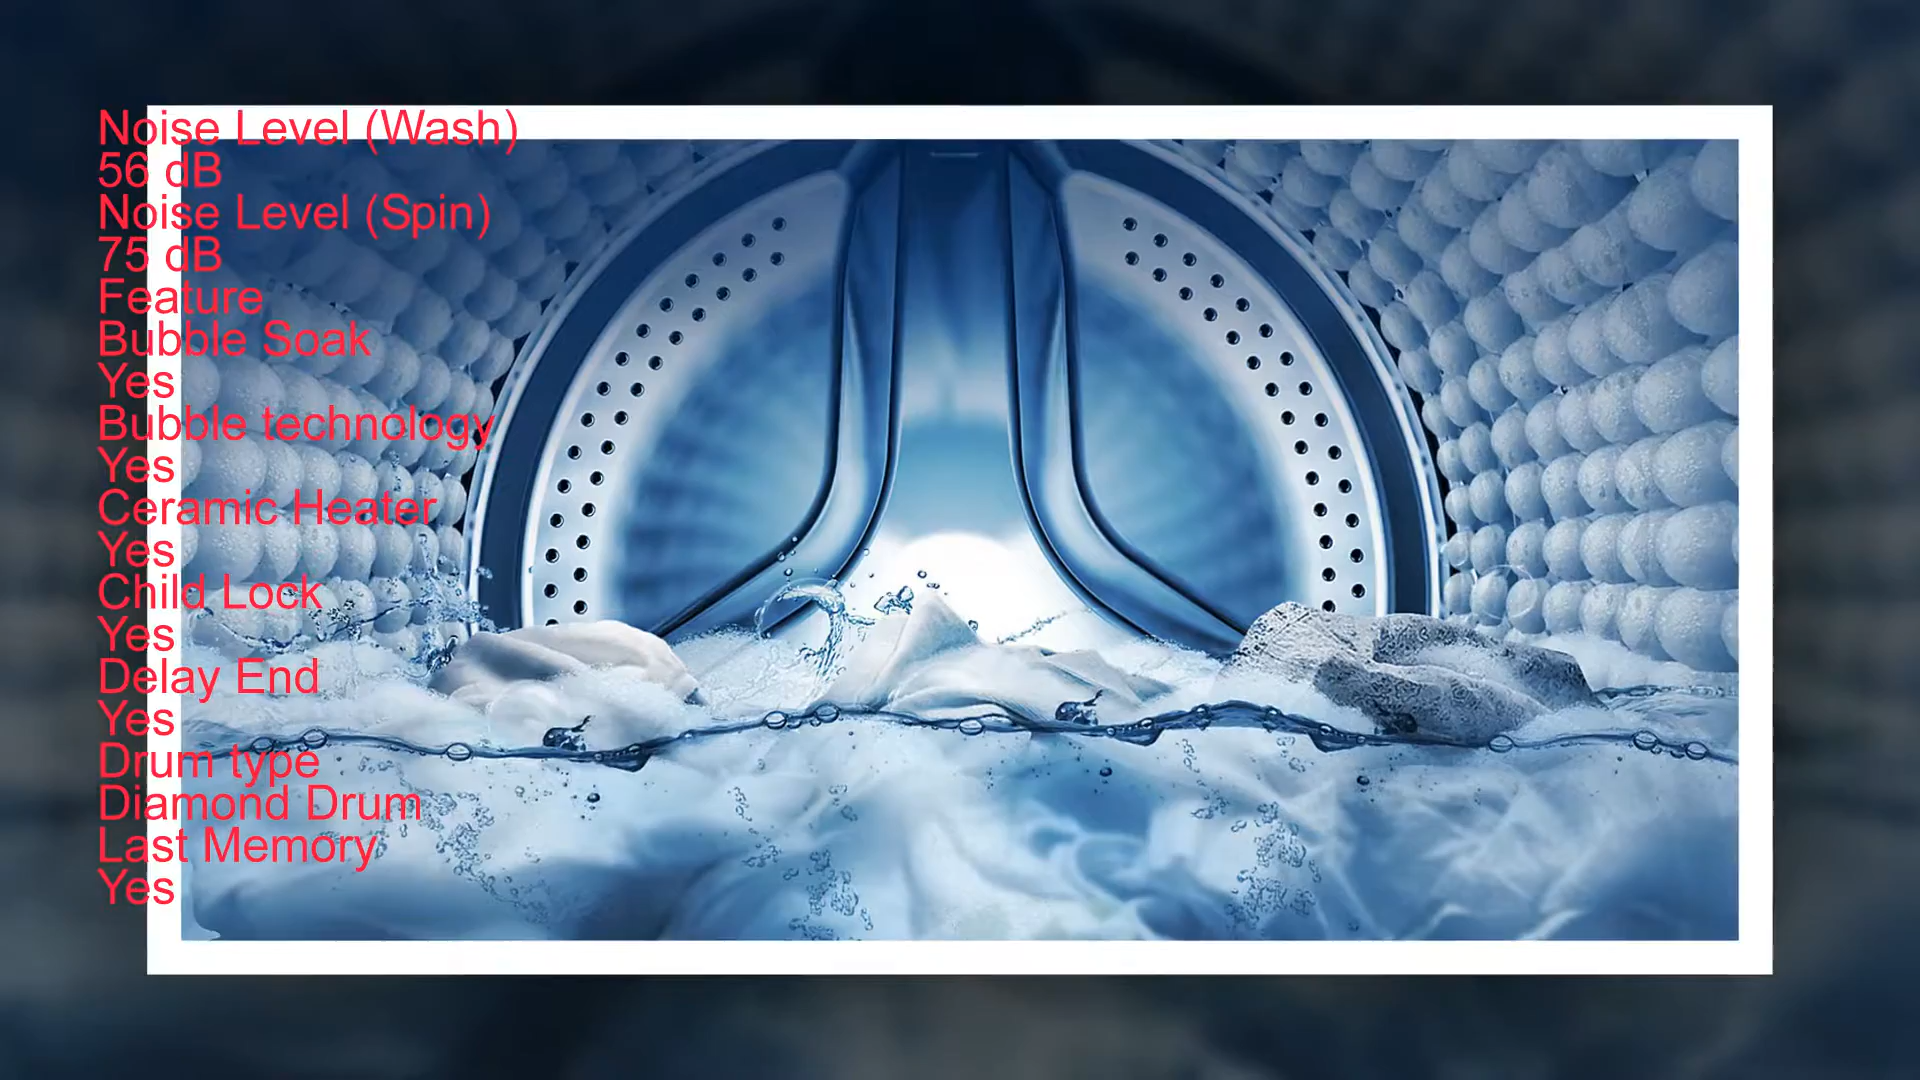 Noise Level (Wash)
56 dB
Noise Level (Spin)
75 dB
Feature
Bubble Soak
Yes
Bubble technology
Yes
Ceramic Heater
Yes
Child Lock
Yes
Delay End
Yes
Drum type
Diamond Drum
Last Memory
Yes